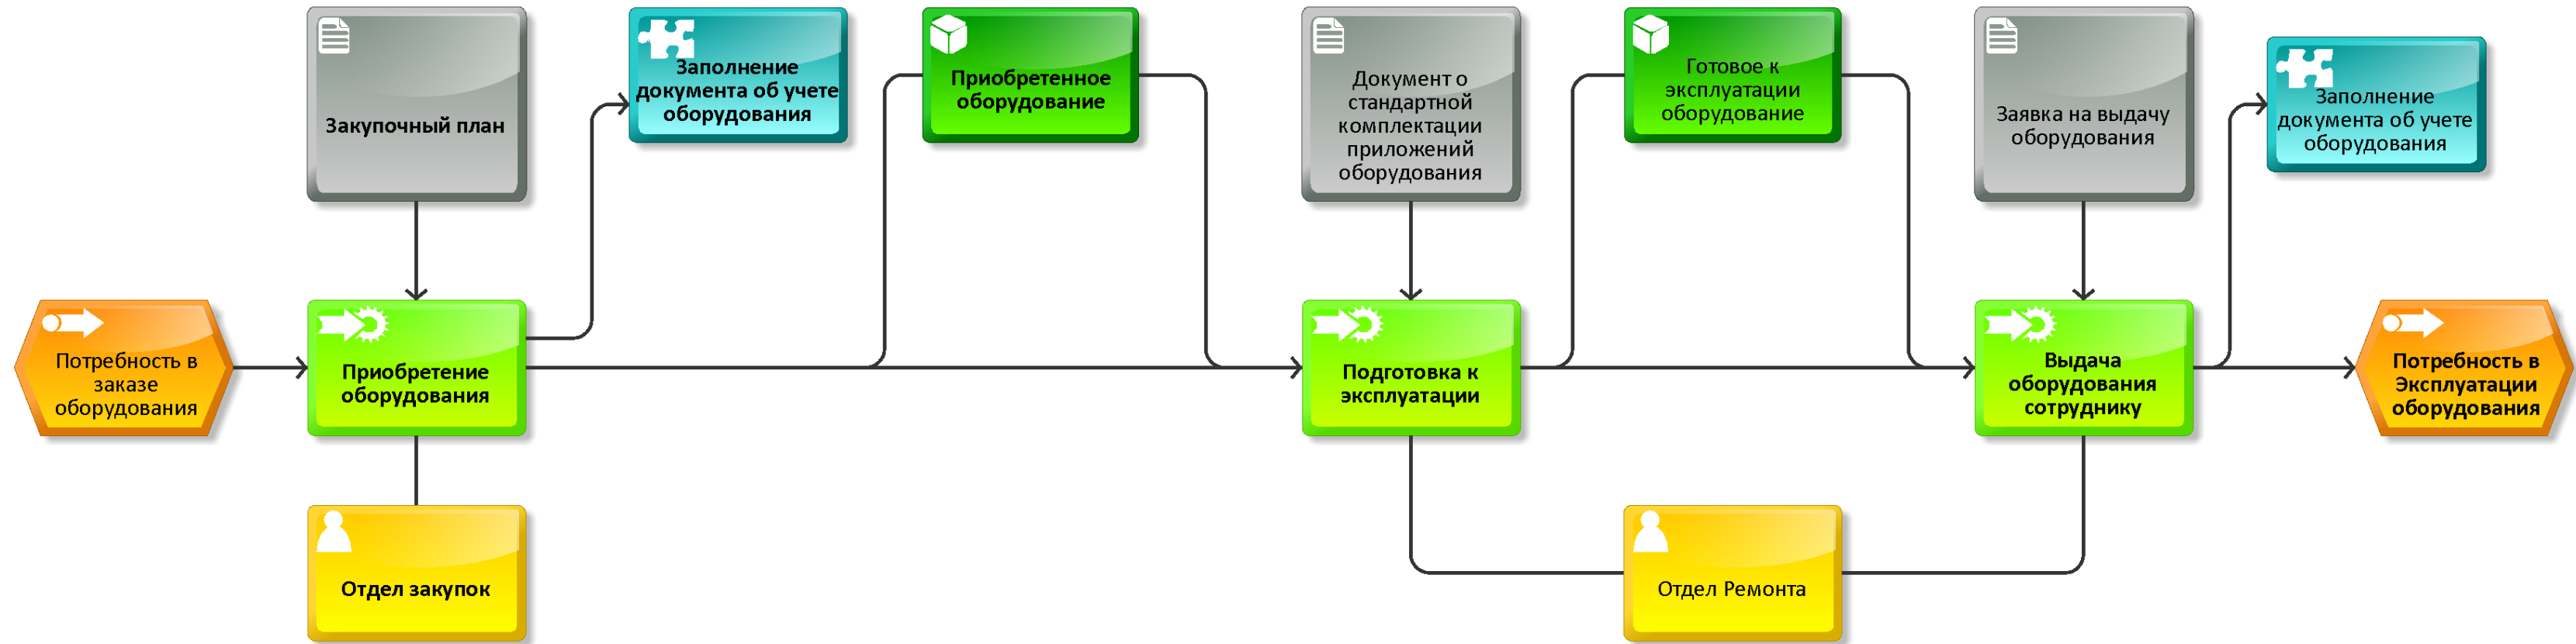 Закупочный план
Заполнение
документа об учете
оборудования
Приобретенное
оборудование
Документ о
стандартной
комплектации
приложений
оборудования
Готовое к
эксплуатации
оборудование
Заявка на выдачу
оборудования
Заполнение
документа об учете
оборудования
Потребность в
заказе
оборудования
Приобретение
оборудования
Подготовка к
эксплуатации
Выдача
оборудования
сотруднику
Потребность в
Эксплуатации
оборудования
Отдел закупок
Отдел Ремонта